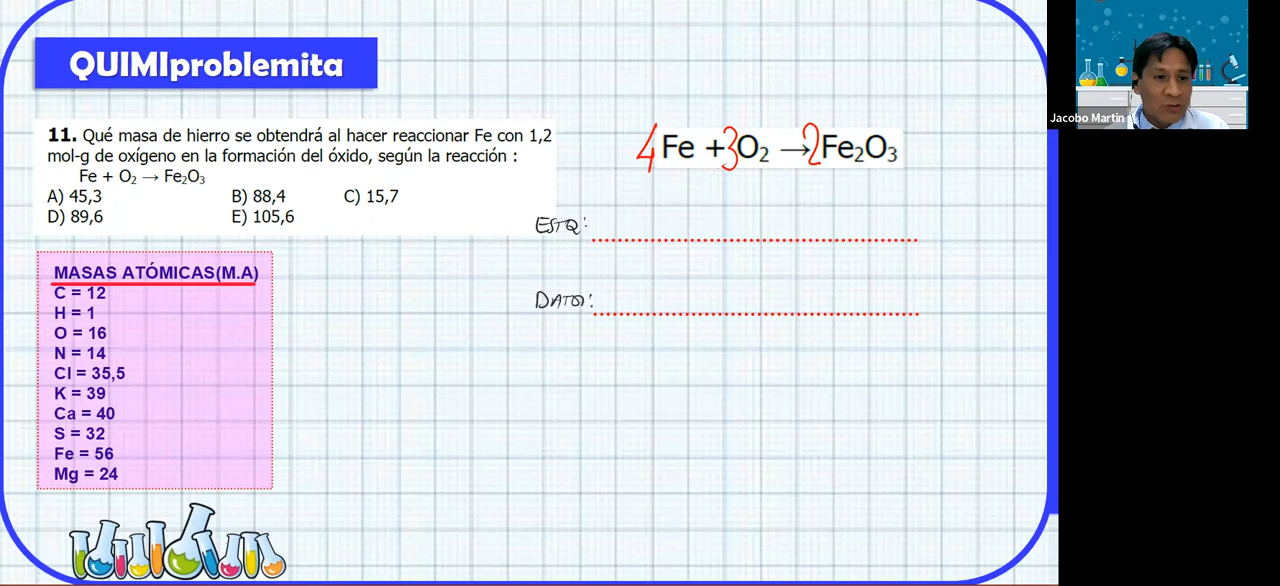 QUIMIproblemita
11. Qué masa de hierro se obtendrá al hacer reaccionar Fe con 1,2
mol-g de oxígeno en la formación del óxido, según la reacción :
Fe + O₂ → Fe₂O₃
A) 45,3 B) 88,4 C) 15,7
D) 89,6 E) 105,6
4Fe + 3O₂ → 2Fe₂O₃
ESTQ:
DATO:
MASAS ATÓMICAS(M.A)
C = 12
H = 1
O = 16
N = 14
Cl = 35,5
K = 39
Ca = 40
S = 32
Fe = 56
Mg = 24
Jacobo Martin